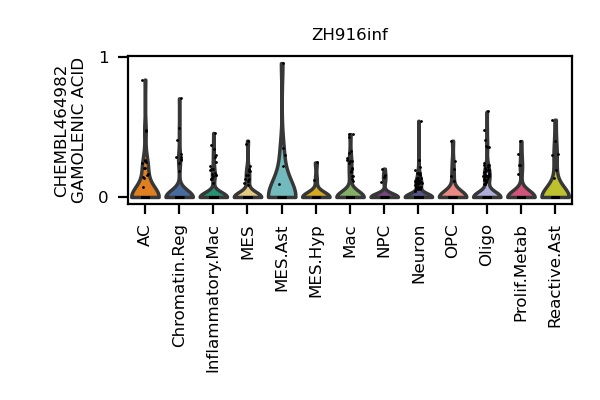 ZH916inf
CHEMBL464982
GAMOLENIC ACID
1
0
AC
Chromatin.Reg
Inflammatory.Mac
MES
MES.Ast
MES.Hyp
Mac
NPC
Neuron
OPC
Oligo
Prolif.Metab
Reactive.Ast